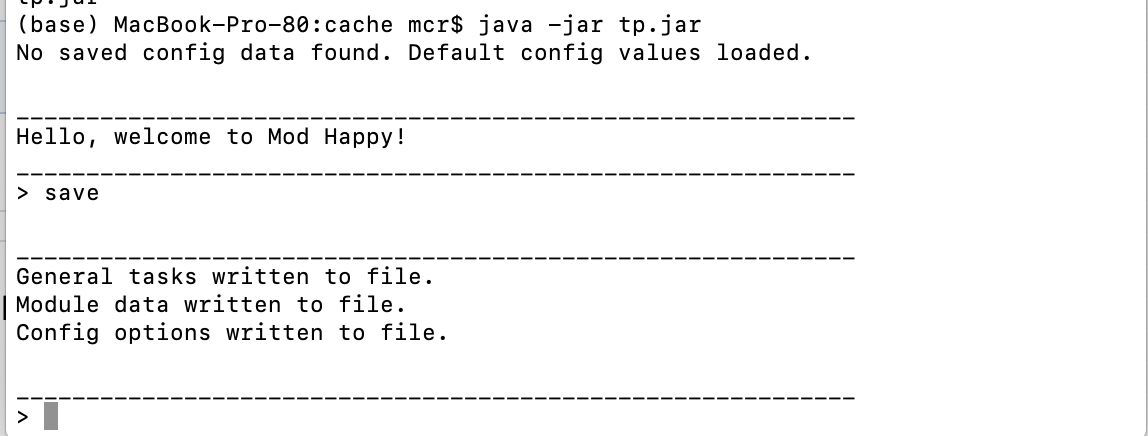 tp.jar
(base) MacBook-Pro-80:cache mcr$ java -jar tp.jar
No saved config data found. Default config values loaded.
____________________________________________________________
Hello, welcome to Mod Happy!
____________________________________________________________
> save
____________________________________________________________
General tasks written to file.
Module data written to file.
Config options written to file.
____________________________________________________________
>